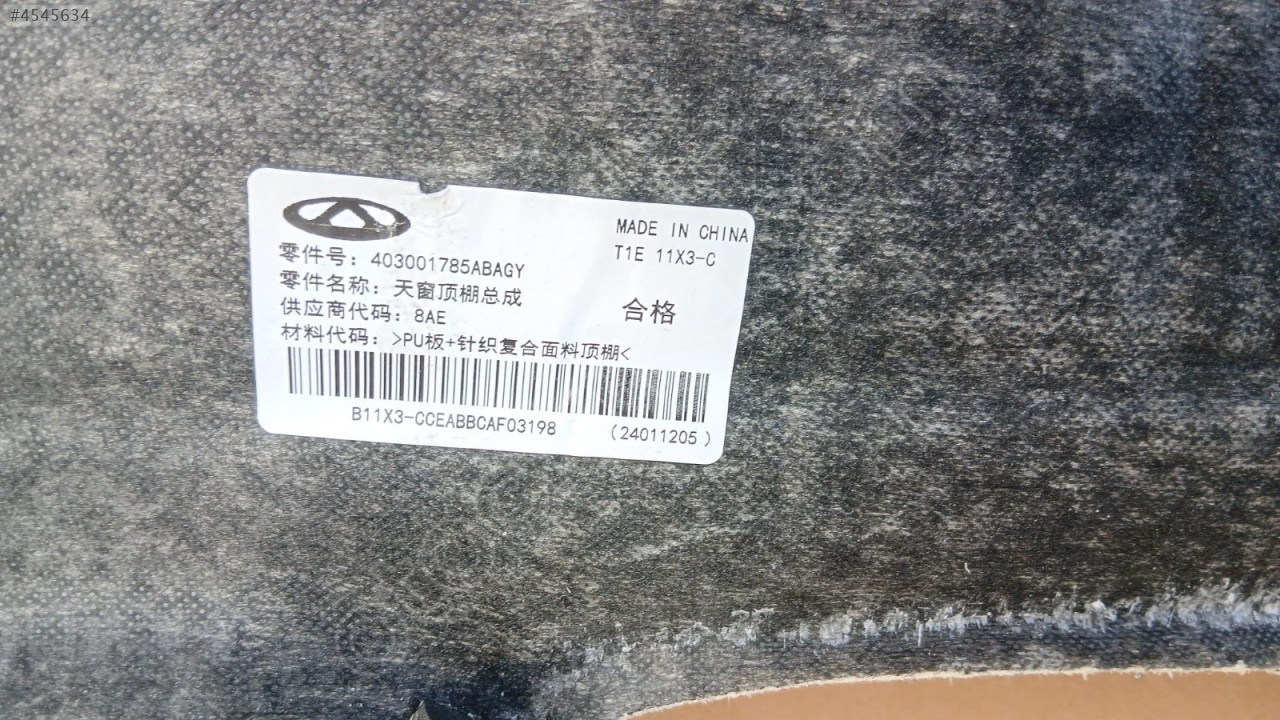 #4545634
MADE IN CHINA
T1E 11X3-C
零件号: 403001785ABAGY
零件名称: 天窗顶棚总成
合格
供应商代码: 8AE
材料代码: >PU板+针织复合面料顶棚<
B11X3-CCEABBCAF03198 (24011205 )